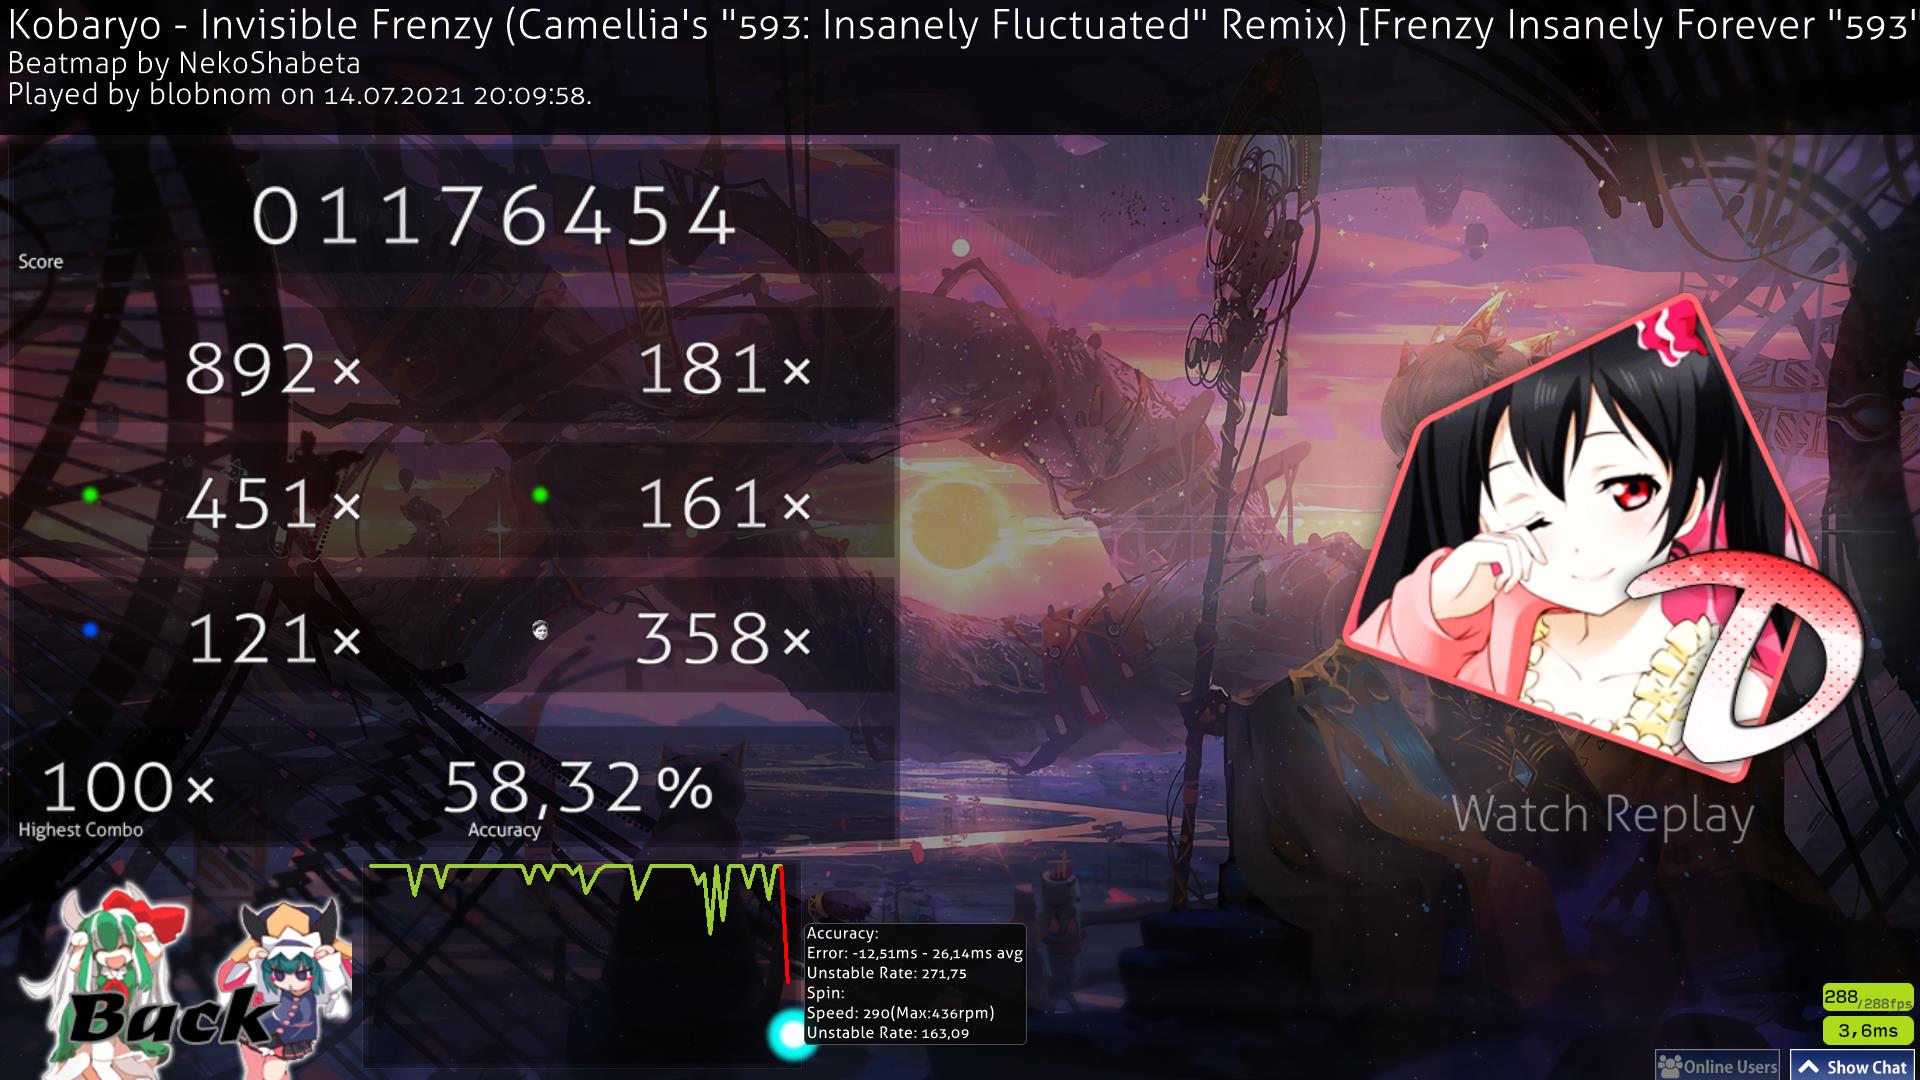 Kobaryo - Invisible Frenzy (Camellia's "593: Insanely Fluctuated" Remix) [Frenzy Insanely Forever "593"
Beatmap by NekoShabeta
Played by blobnom on 14.07.2021 20:09:58.
01176454
Score
892× 181×
451× 161×
121× 358×
100× 58,32%
Highest Combo Accuracy
Watch Replay
Back
Accuracy:
Error: -12,51ms - 26,14ms avg
Unstable Rate: 271,75
Spin:
Speed: 290(Max:436rpm)
Unstable Rate: 163,09
D
288/288fps
3,6ms
Online Users Show Chat